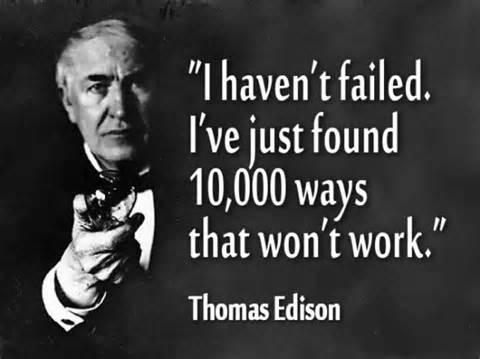 "I haven't failed.
I've just found
10,000 ways
that won't work."
Thomas Edison